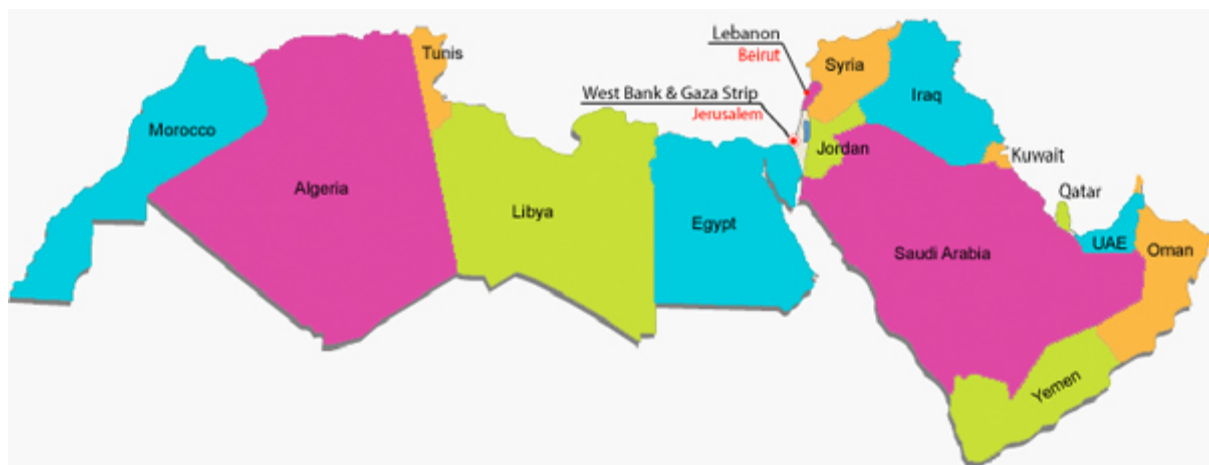 Lebanon
Beirut
Tunis
Syria
Iraq
West Bank & Gaza Strip
Jerusalem
Morocco
Jordan
Kuwait
Algeria
Qatar
Libya
Egypt
Saudi Arabia
UAE
Oman
Yemen